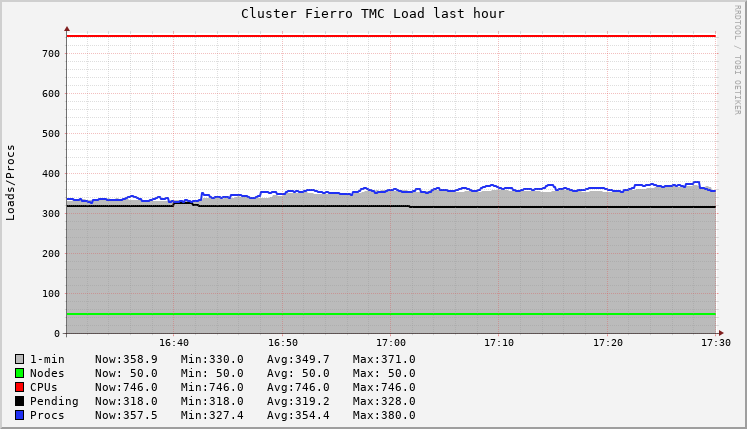 Cluster Fierro TMC Load last hour
RRDTOOL / TOBI OETIKER
Loads/Procs
700
600
500
400
300
200
100
0
16:40 16:50 17:00 17:10 17:20 17:30
1-min Now:358.9 Min:330.0 Avg:349.7 Max:371.0
Nodes Now: 50.0 Min: 50.0 Avg: 50.0 Max: 50.0
CPUs Now:746.0 Min:746.0 Avg:746.0 Max:746.0
Pending Now:318.0 Min:318.0 Avg:319.2 Max:328.0
Procs Now:357.5 Min:327.4 Avg:354.4 Max:380.0